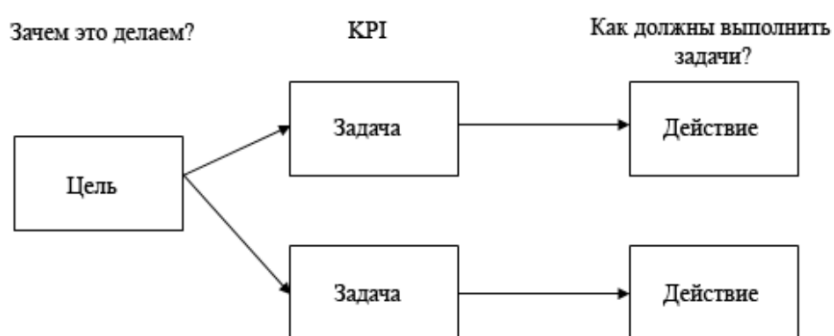 Зачем это делаем?
KPI
Как должны выполнить
задачи?
Цель
Задача
Действие
Задача
Действие